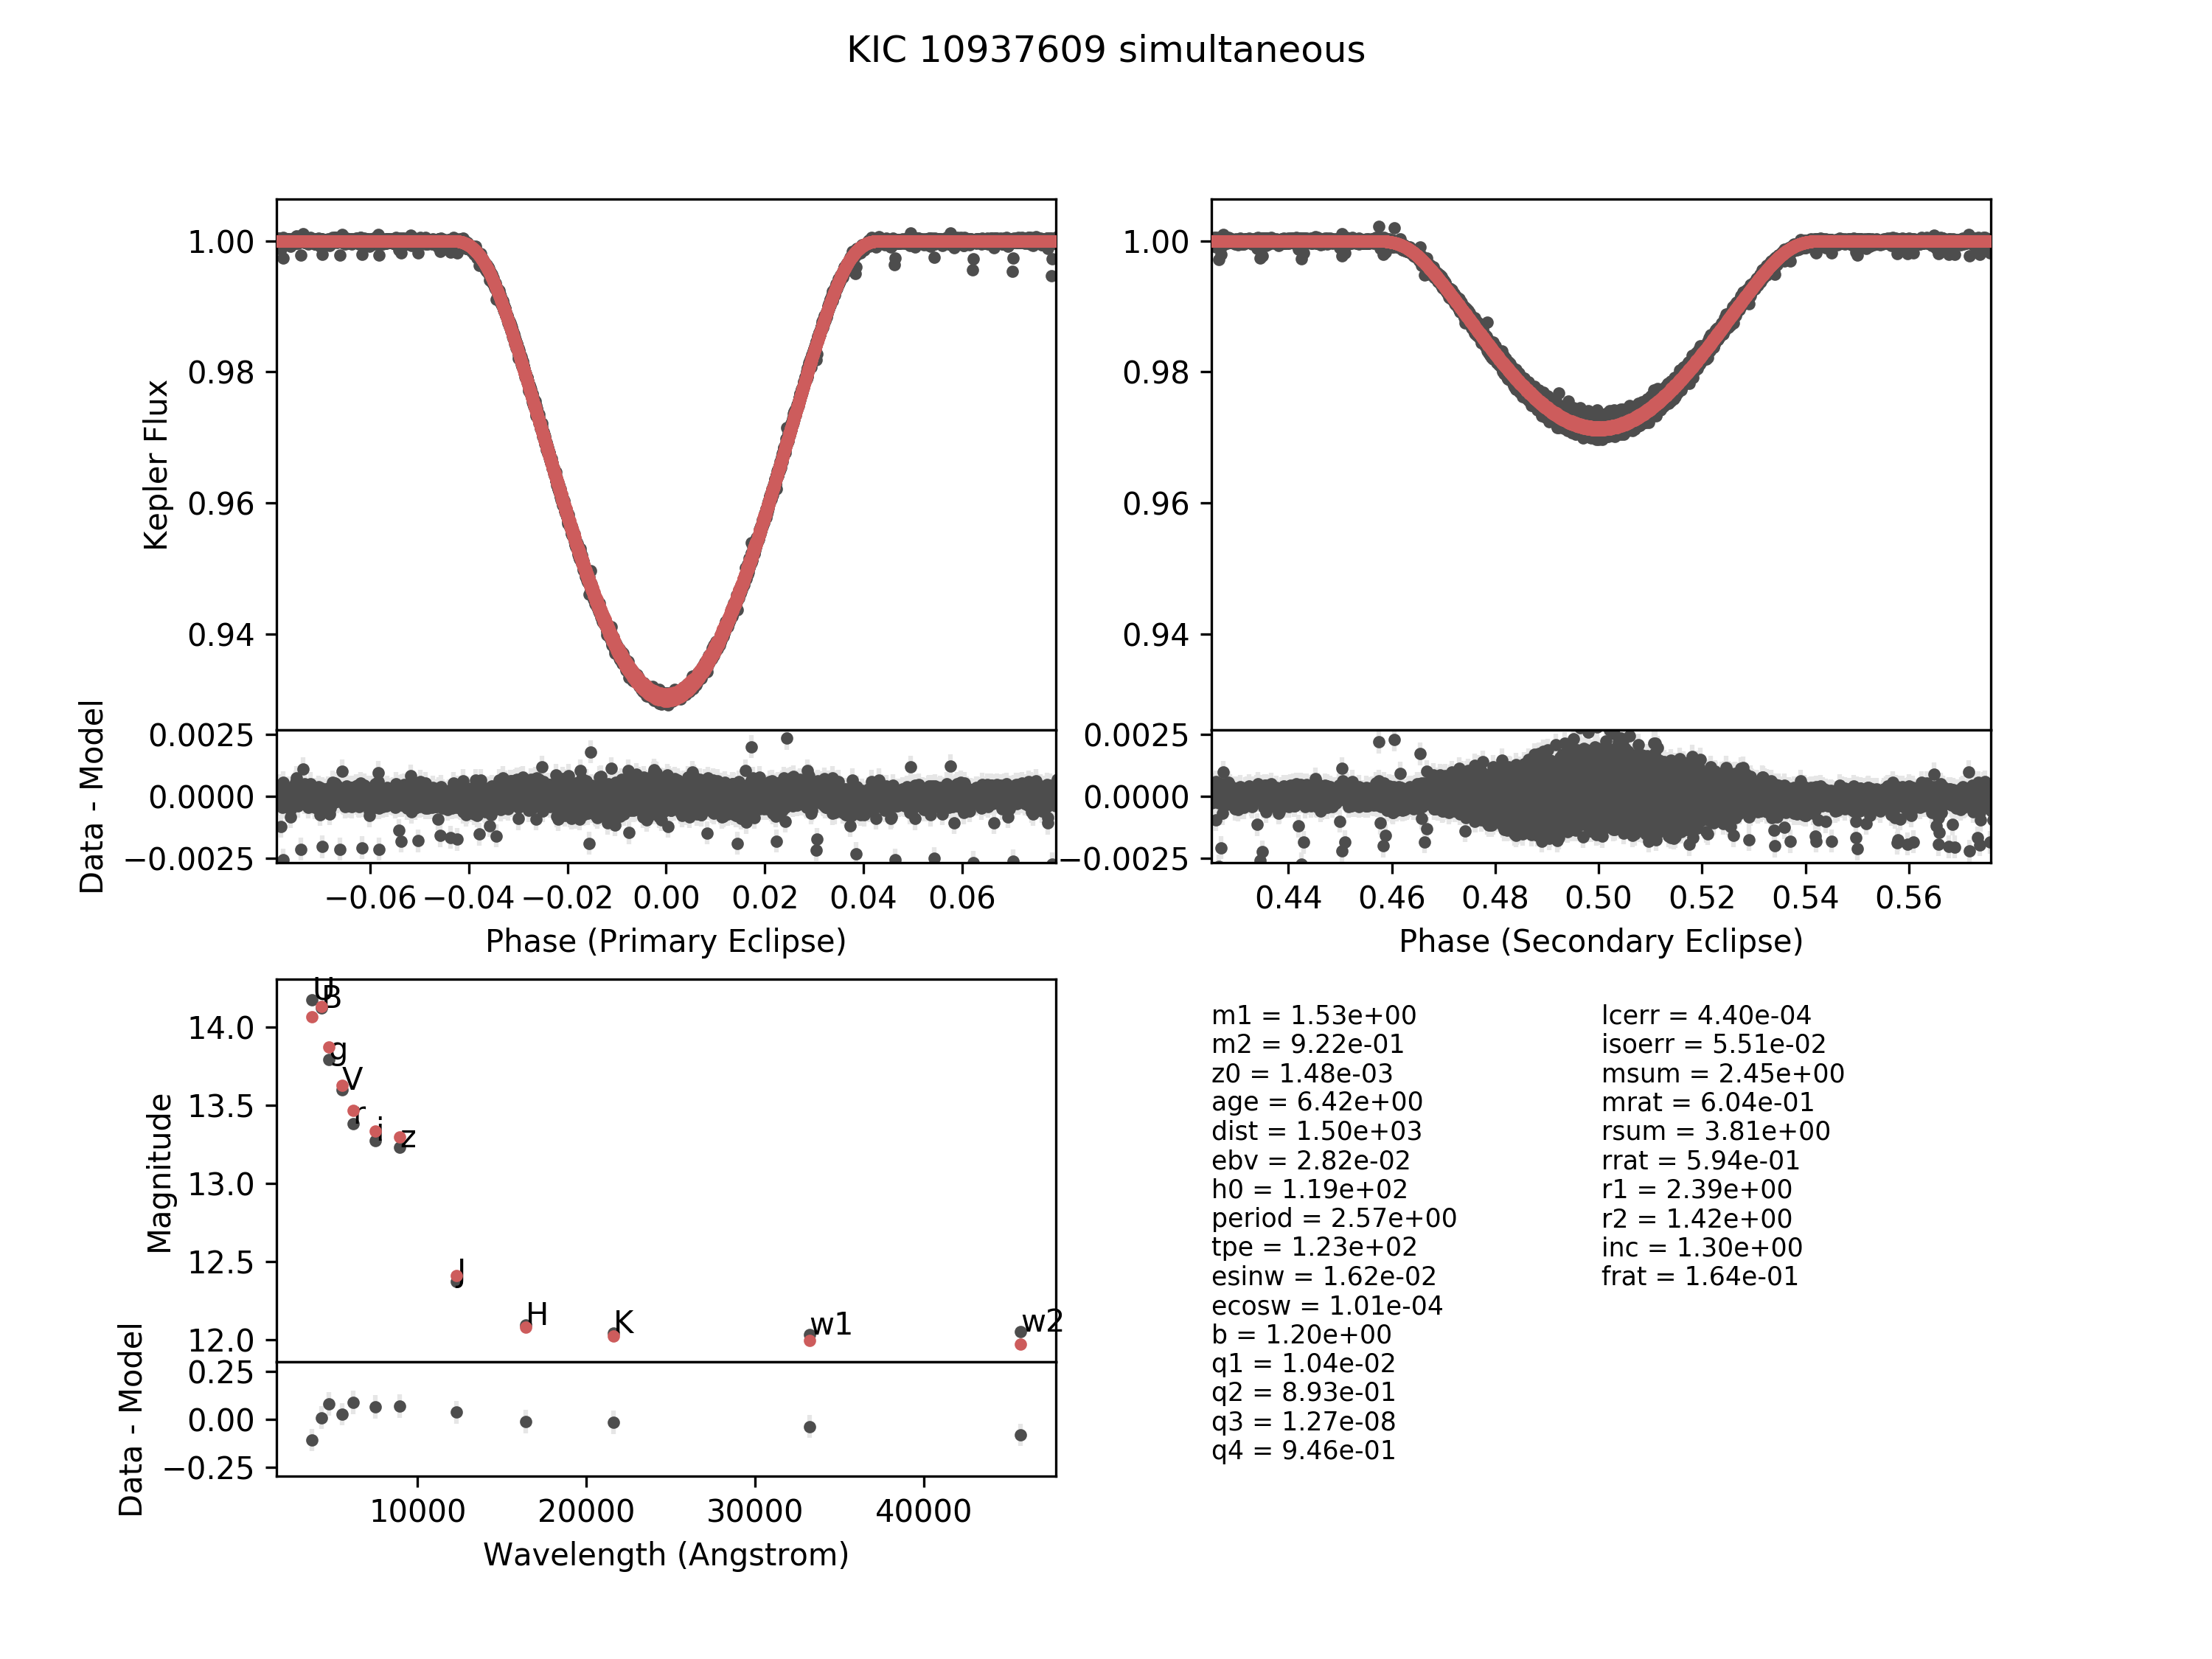 KIC 10937609 simultaneous
Kepler Flux
1.00
0.98
0.96
0.94
1.00
0.98
0.96
0.94
Data - Model
0.0025
0.0000
−0.0025
0.0025
0.0000
−0.0025
−0.06 −0.04 −0.02 0.00 0.02 0.04 0.06
Phase (Primary Eclipse)
0.44 0.46 0.48 0.50 0.52 0.54 0.56
Phase (Secondary Eclipse)
Magnitude
14.0
13.5
13.0
12.5
12.0
U
B
g
V
r
i
z
J
H
K
w1
w2
Data - Model
0.25
0.00
−0.25
10000 20000 30000 40000
Wavelength (Angstrom)
m1 = 1.53e+00
m2 = 9.22e-01
z0 = 1.48e-03
age = 6.42e+00
dist = 1.50e+03
ebv = 2.82e-02
h0 = 1.19e+02
period = 2.57e+00
tpe = 1.23e+02
esinw = 1.62e-02
ecosw = 1.01e-04
b = 1.20e+00
q1 = 1.04e-02
q2 = 8.93e-01
q3 = 1.27e-08
q4 = 9.46e-01
lcerr = 4.40e-04
isoerr = 5.51e-02
msum = 2.45e+00
mrat = 6.04e-01
rsum = 3.81e+00
rrat = 5.94e-01
r1 = 2.39e+00
r2 = 1.42e+00
inc = 1.30e+00
frat = 1.64e-01